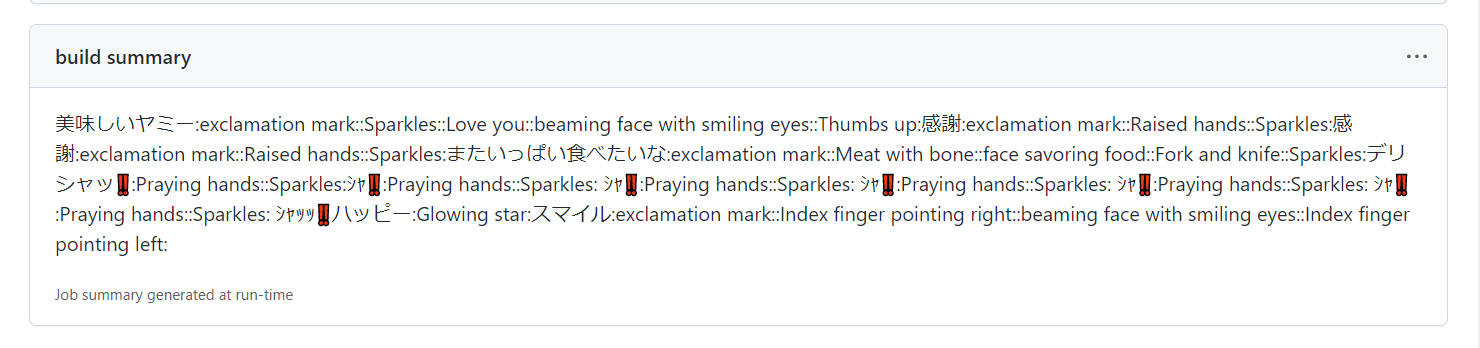 build summary
美味しいヤミー:exclamation mark::Sparkles::Love you::beaming face with smiling eyes::Thumbs up:感謝:exclamation mark::Raised hands::Sparkles:感
謝:exclamation mark::Raised hands::Sparkles:またいっぱい食べたいな:exclamation mark::Meat with bone::face savoring food::Fork and knife::Sparkles:デリ
シャッ‼️:Praying hands::Sparkles:ｼｬ‼️:Praying hands::Sparkles: ｼｬ‼️:Praying hands::Sparkles: ｼｬ‼️:Praying hands::Sparkles: ｼｬ‼️:Praying hands::Sparkles: ｼｬ‼️
:Praying hands::Sparkles: ｼｬｯｯ‼️ハッピー:Glowing star:スマイル:exclamation mark::Index finger pointing right::beaming face with smiling eyes::Index finger
pointing left:
Job summary generated at run-time